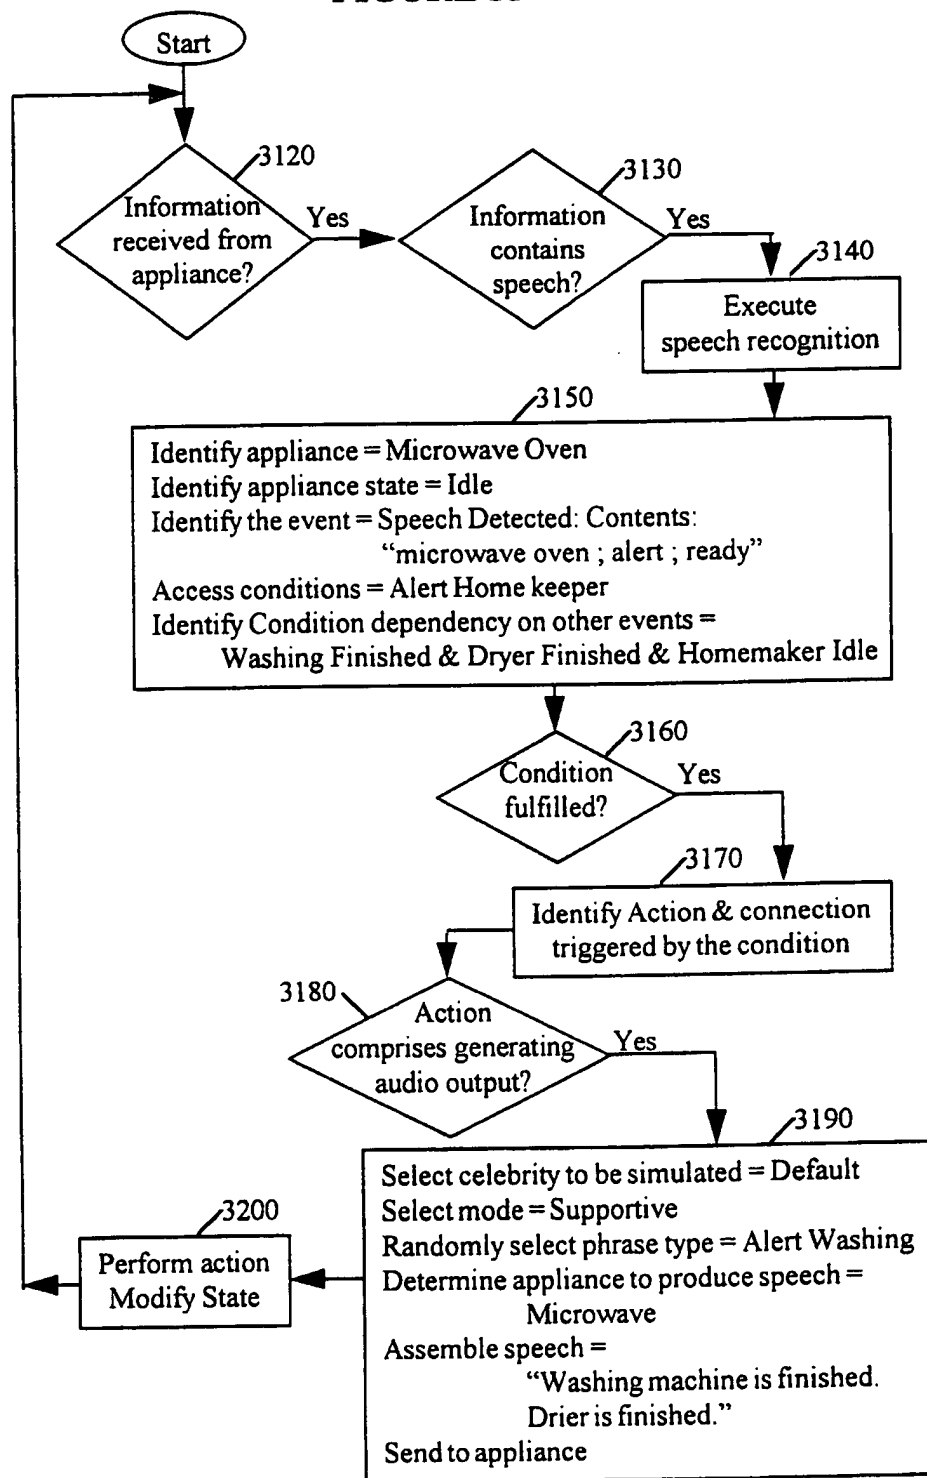 Start
3120
Information
received from
appliance?
Yes
3130
Information
contains
speech?
Yes
3140
Execute
speech recognition
3150
Identify appliance = Microwave Oven
Identify appliance state = Idle
Identify the event = Speech Detected: Contents:
“microwave oven ; alert ; ready”
Access conditions = Alert Home keeper
Identify Condition dependency on other events =
Washing Finished & Dryer Finished & Homemaker Idle
3160
Condition
fulfilled?
Yes
3170
Identify Action & connection
triggered by the condition
3180
Action
comprises generating
audio output?
Yes
3190
Select celebrity to be simulated = Default
Select mode = Supportive
Randomly select phrase type = Alert Washing
Determine appliance to produce speech =
Microwave
Assemble speech =
“Washing machine is finished.
Drier is finished.”
Send to appliance
3200
Perform action
Modify State